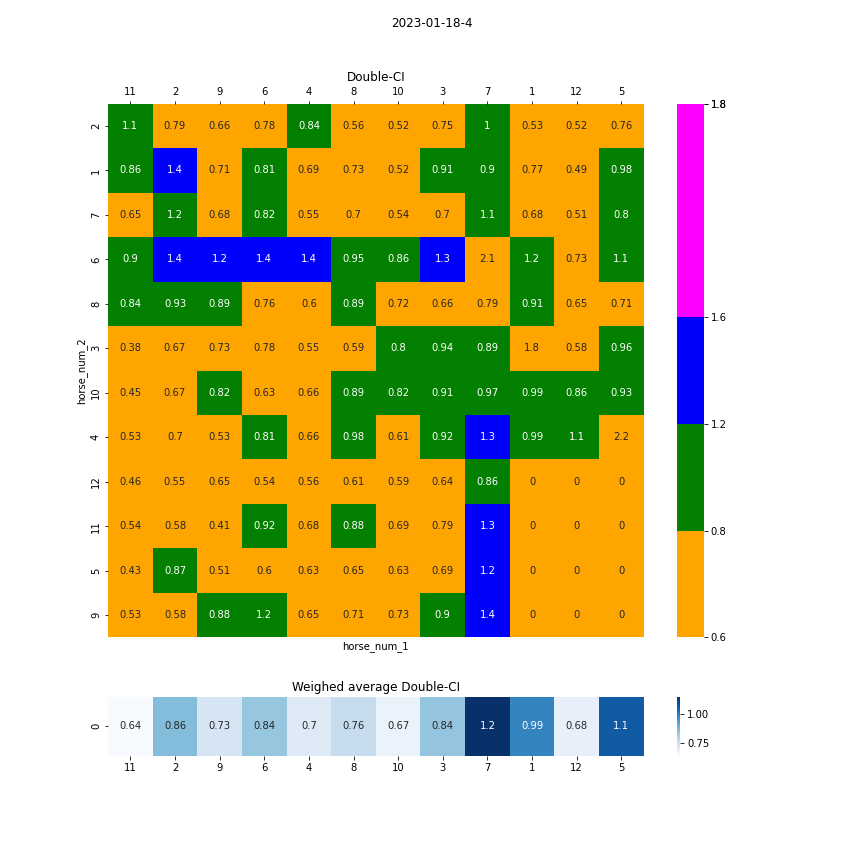 2023-01-18-4
Double-CI
11 2 9 6 4 8 10 3 7 1 12 5
2 1.1 0.79 0.66 0.78 0.84 0.56 0.52 0.75 1 0.53 0.52 0.76
1 0.86 1.4 0.71 0.81 0.69 0.73 0.52 0.91 0.9 0.77 0.49 0.98
7 0.65 1.2 0.68 0.82 0.55 0.7 0.54 0.7 1.1 0.68 0.51 0.8
6 0.9 1.4 1.2 1.4 1.4 0.95 0.86 1.3 2.1 1.2 0.73 1.1
8 0.84 0.93 0.89 0.76 0.6 0.89 0.72 0.66 0.79 0.91 0.65 0.71
3 0.38 0.67 0.73 0.78 0.55 0.59 0.8 0.94 0.89 1.8 0.58 0.96
10 0.45 0.67 0.82 0.63 0.66 0.89 0.82 0.91 0.97 0.99 0.86 0.93
4 0.53 0.7 0.53 0.81 0.66 0.98 0.61 0.92 1.3 0.99 1.1 2.2
12 0.46 0.55 0.65 0.54 0.56 0.61 0.59 0.64 0.86 0 0 0
11 0.54 0.58 0.41 0.92 0.68 0.88 0.69 0.79 1.3 0 0 0
5 0.43 0.87 0.51 0.6 0.63 0.65 0.63 0.69 1.2 0 0 0
9 0.53 0.58 0.88 1.2 0.65 0.71 0.73 0.9 1.4 0 0 0
horse_num_2
horse_num_1
1.8
1.6
1.2
0.8
0.6
Weighed average Double-CI
0 0.64 0.86 0.73 0.84 0.7 0.76 0.67 0.84 1.2 0.99 0.68 1.1
11 2 9 6 4 8 10 3 7 1 12 5
1.00
0.75